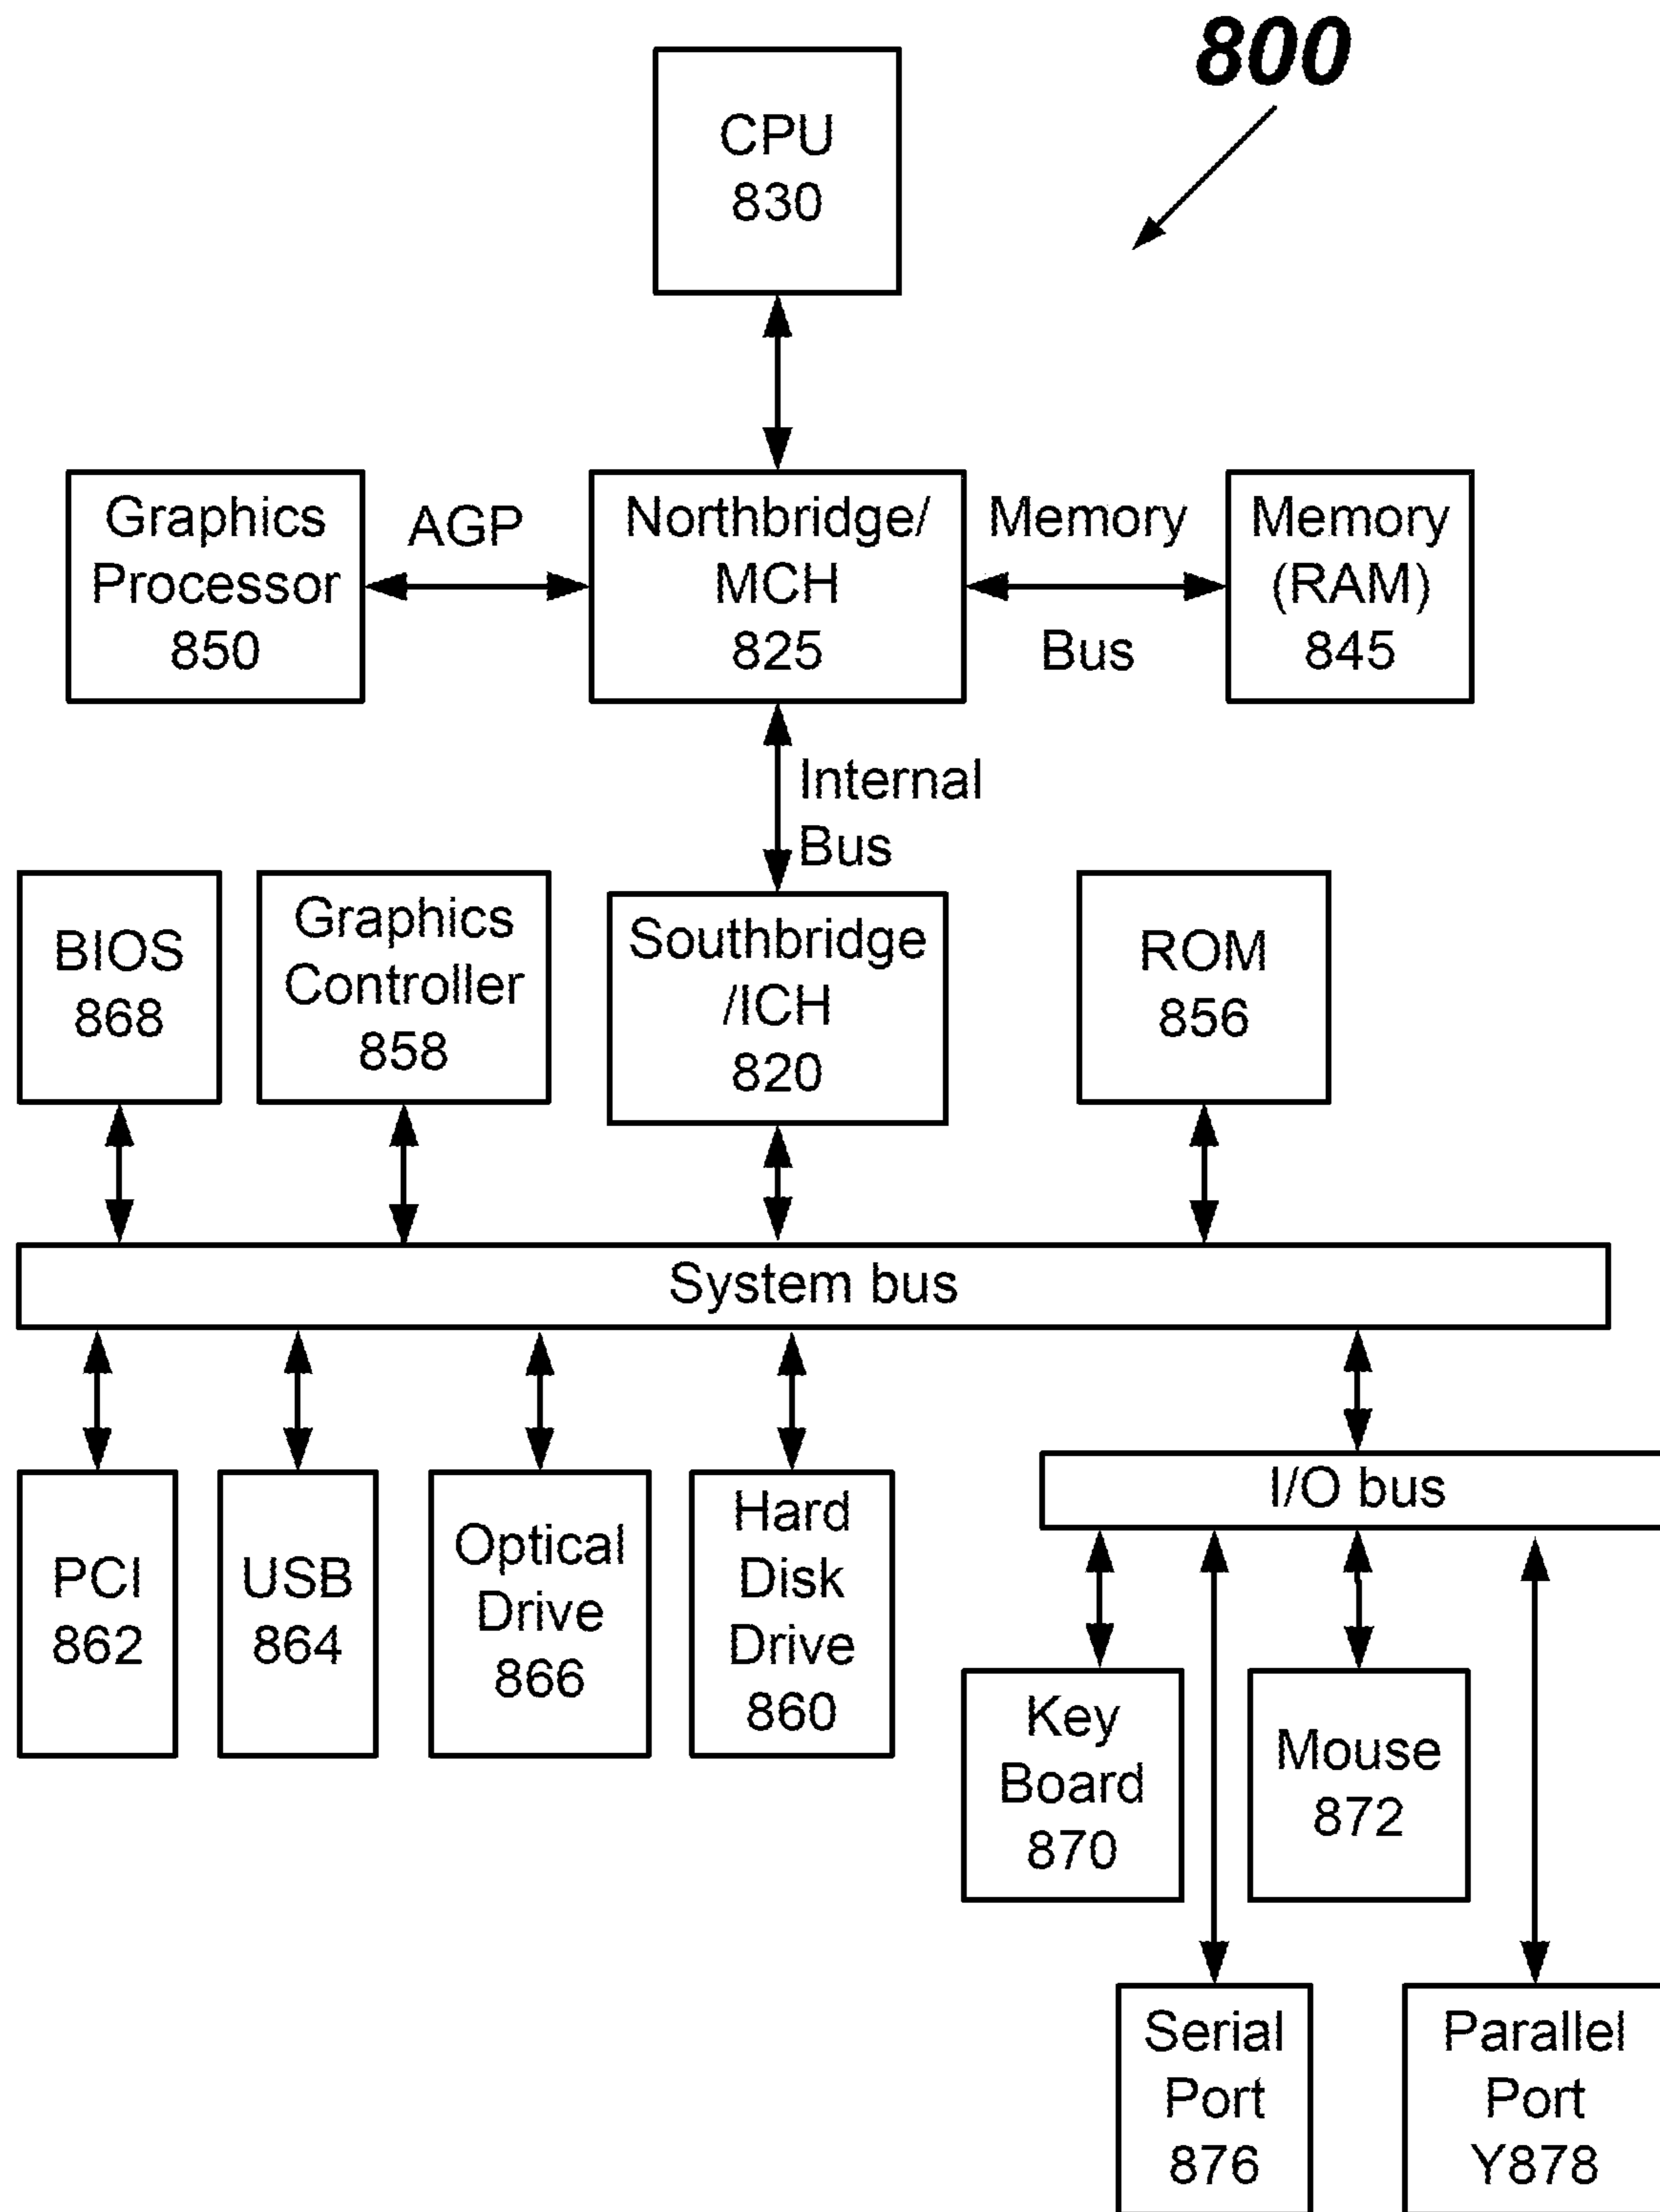 800
CPU
830
Graphics
Processor
850
AGP
Northbridge/
MCH
825
Memory
Bus
Memory
(RAM)
845
Internal
Bus
BIOS
868
Graphics
Controller
858
Southbridge
/ICH
820
ROM
856
System bus
PCI
862
USB
864
Optical
Drive
866
Hard
Disk
Drive
860
I/O bus
Key
Board
870
Mouse
872
Serial
Port
876
Parallel
Port
Y878